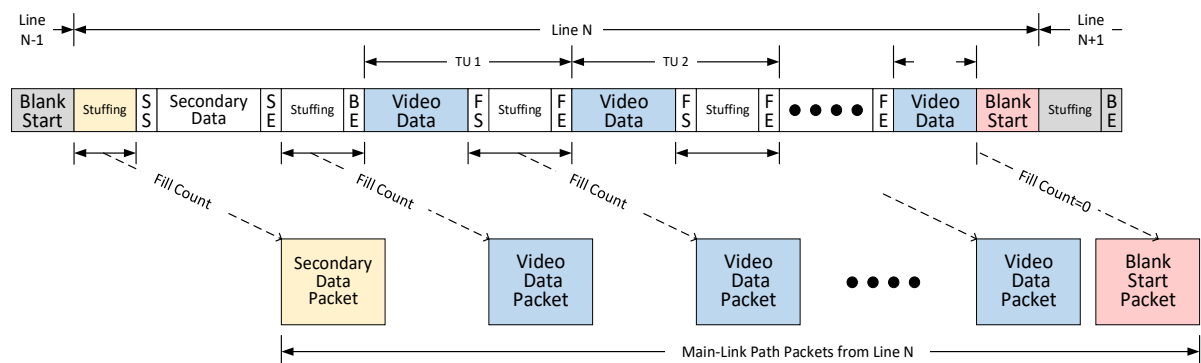 Line
N-1
Line N
Line
N+1
TU 1
TU 2
Blank
Start
Stuffing
S
S
Secondary
Data
S
E
Stuffing
B
E
Video
Data
F
S
Stuffing
F
E
Video
Data
F
S
Stuffing
F
E
F
E
Video
Data
Blank
Start
Stuffing
B
E
Fill Count
Fill Count
Fill Count
Fill Count=0
Secondary
Data
Packet
Video
Data
Packet
Video
Data
Packet
Video
Data
Packet
Blank
Start
Packet
Main-Link Path Packets from Line N